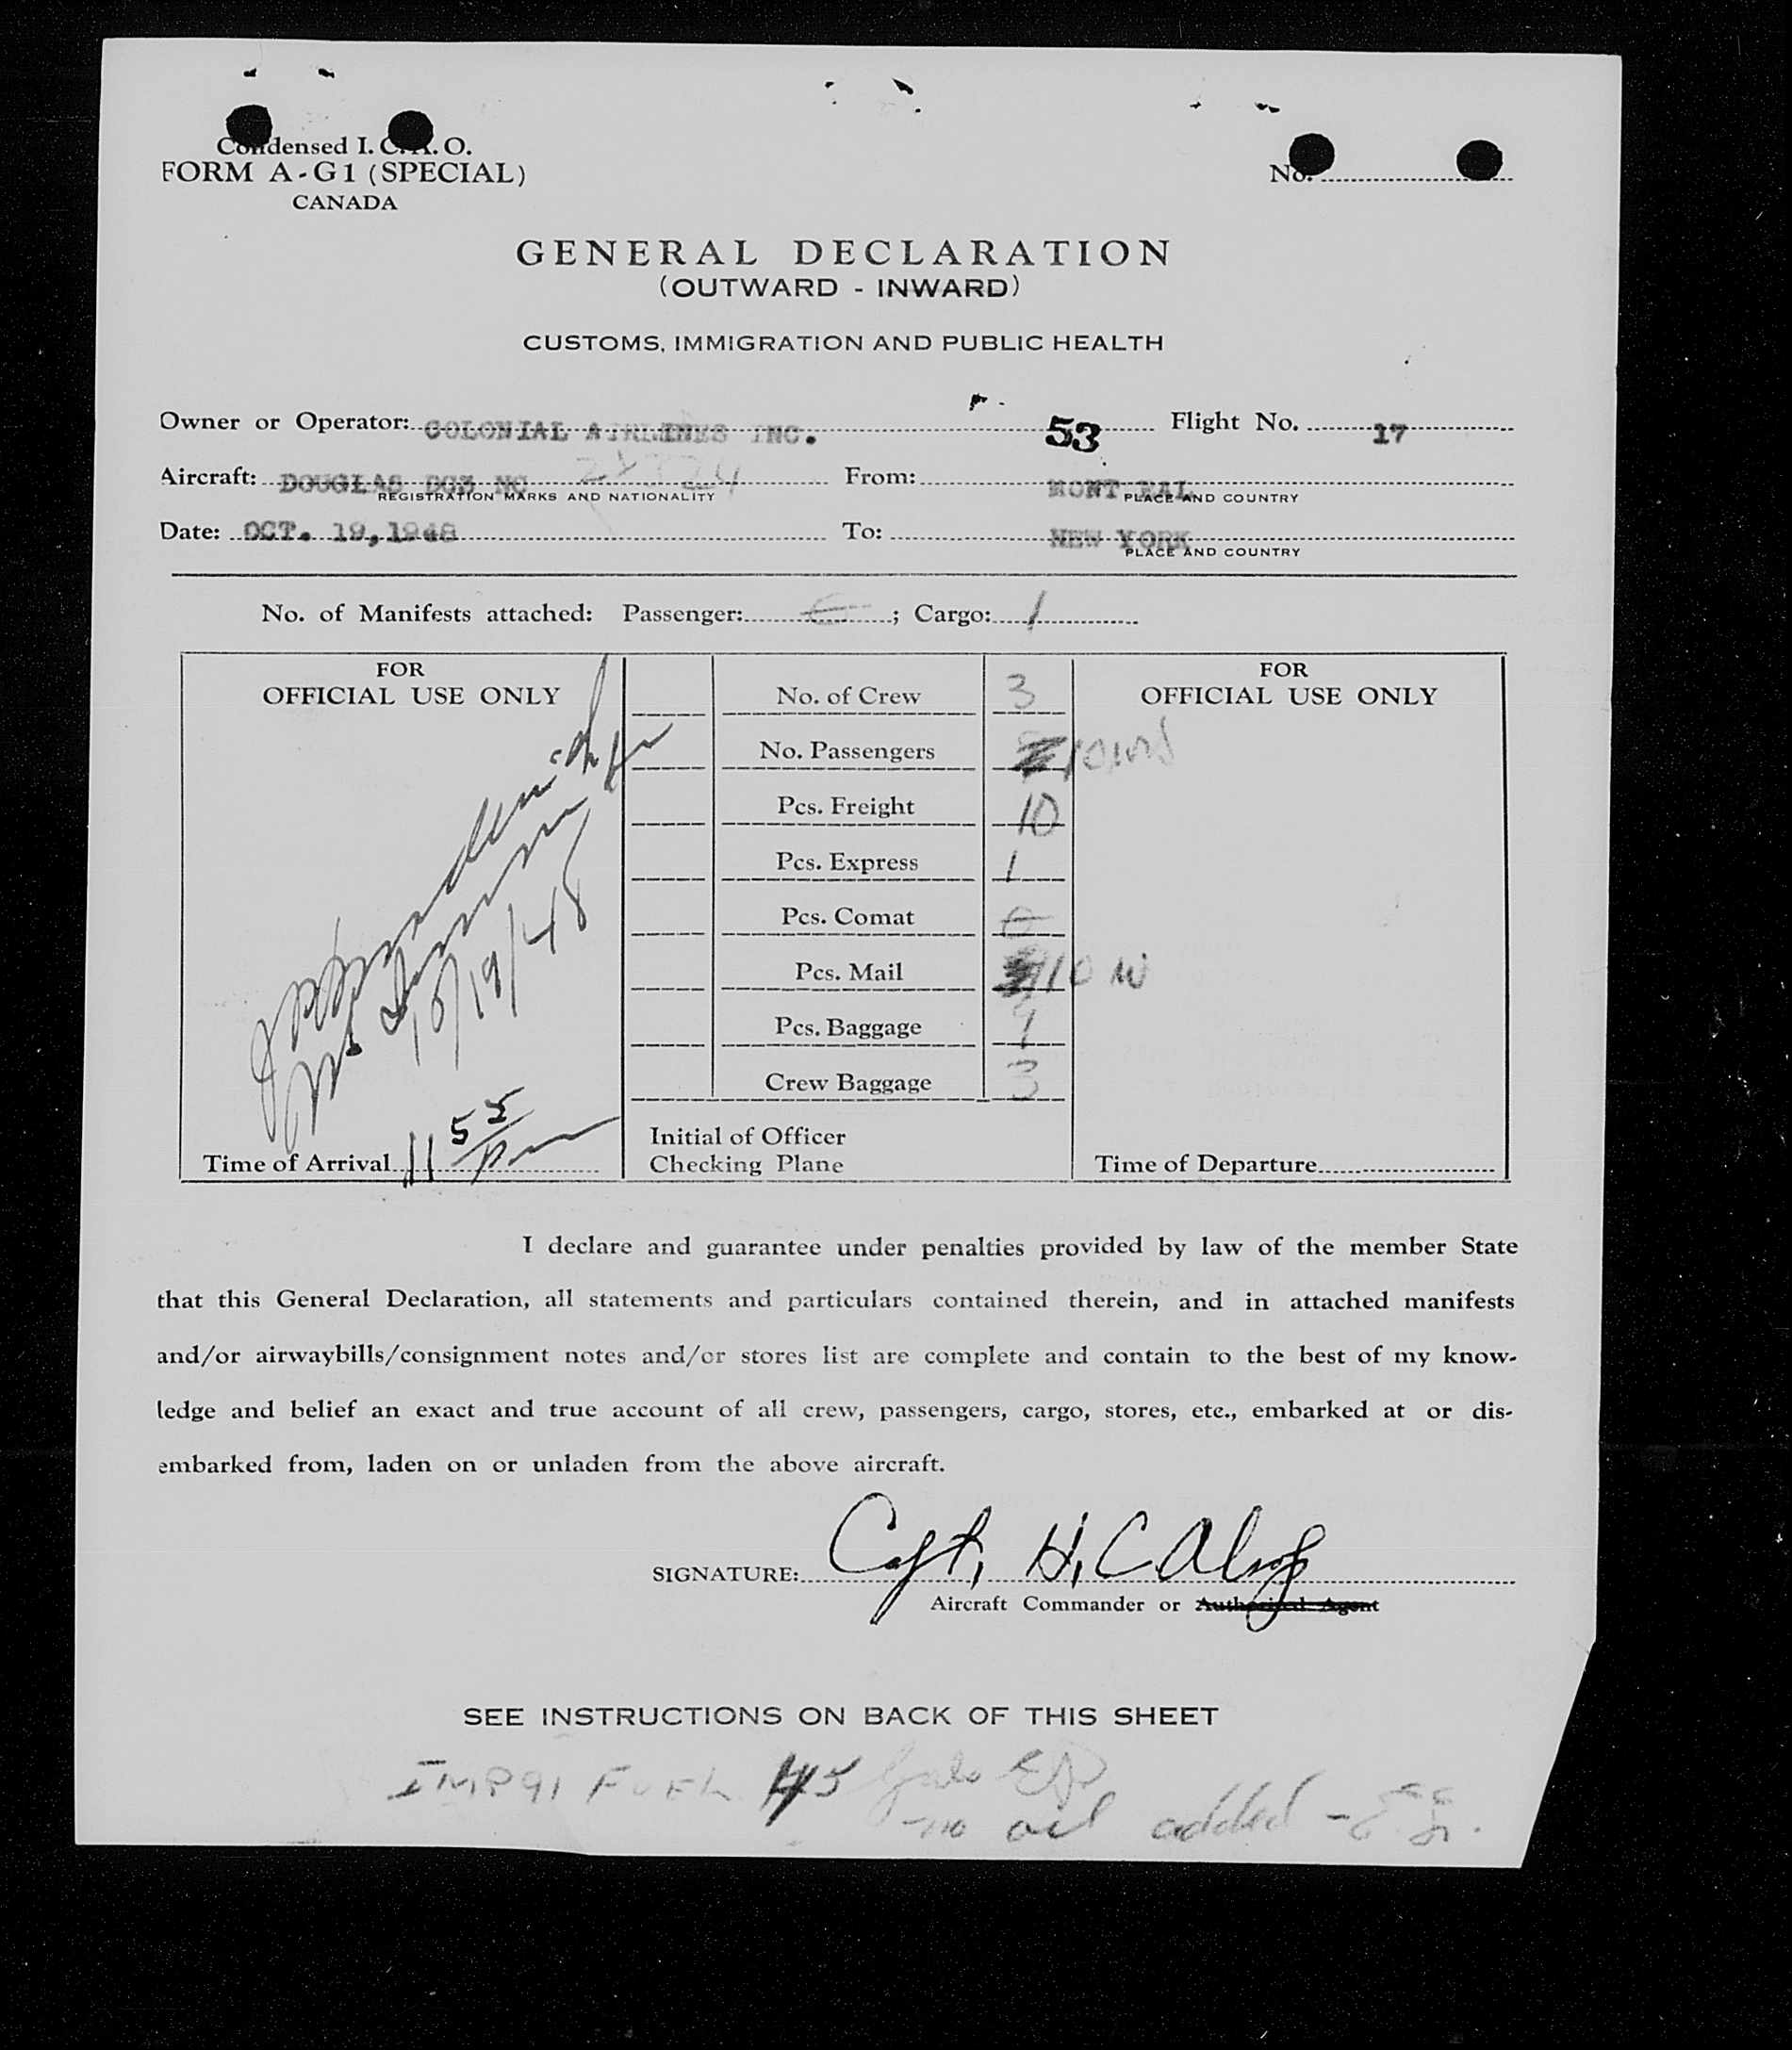 Condensed I. C. A. O.
FORM A-G1 (SPECIAL)
CANADA
No.
GENERAL DECLARATION
(OUTWARD - INWARD)
CUSTOMS, IMMIGRATION AND PUBLIC HEALTH
Owner or Operator: COLONIAL AIRLINES INC. 53 Flight No. 17
Aircraft: DOUGLAS DC3 NC From: MONT EAL
REGISTRATION MARKS AND NATIONALITY PLACE AND COUNTRY
Date: OCT. 19, 1948 To: NEW YORK
PLACE AND COUNTRY
No. of Manifests attached: Passenger: ; Cargo: 1
FOR
OFFICIAL USE ONLY
10/19/48
Time of Arrival 11 55 pm
No. of Crew 3
No. Passengers 10
Pcs. Freight 10
Pcs. Express 1
Pcs. Comat
Pcs. Mail 10
Pcs. Baggage
Crew Baggage 3
Initial of Officer
Checking Plane
FOR
OFFICIAL USE ONLY
Time of Departure
I declare and guarantee under penalties provided by law of the member State
that this General Declaration, all statements and particulars contained therein, and in attached manifests
and/or airwaybills/consignment notes and/or stores list are complete and contain to the best of my know-
ledge and belief an exact and true account of all crew, passengers, cargo, stores, etc., embarked at or dis-
embarked from, laden on or unladen from the above aircraft.
SIGNATURE: Capt. H. C.
Aircraft Commander or Authorized Agent
SEE INSTRUCTIONS ON BACK OF THIS SHEET
IMP 91 FUEL 45 Gals
no oil added